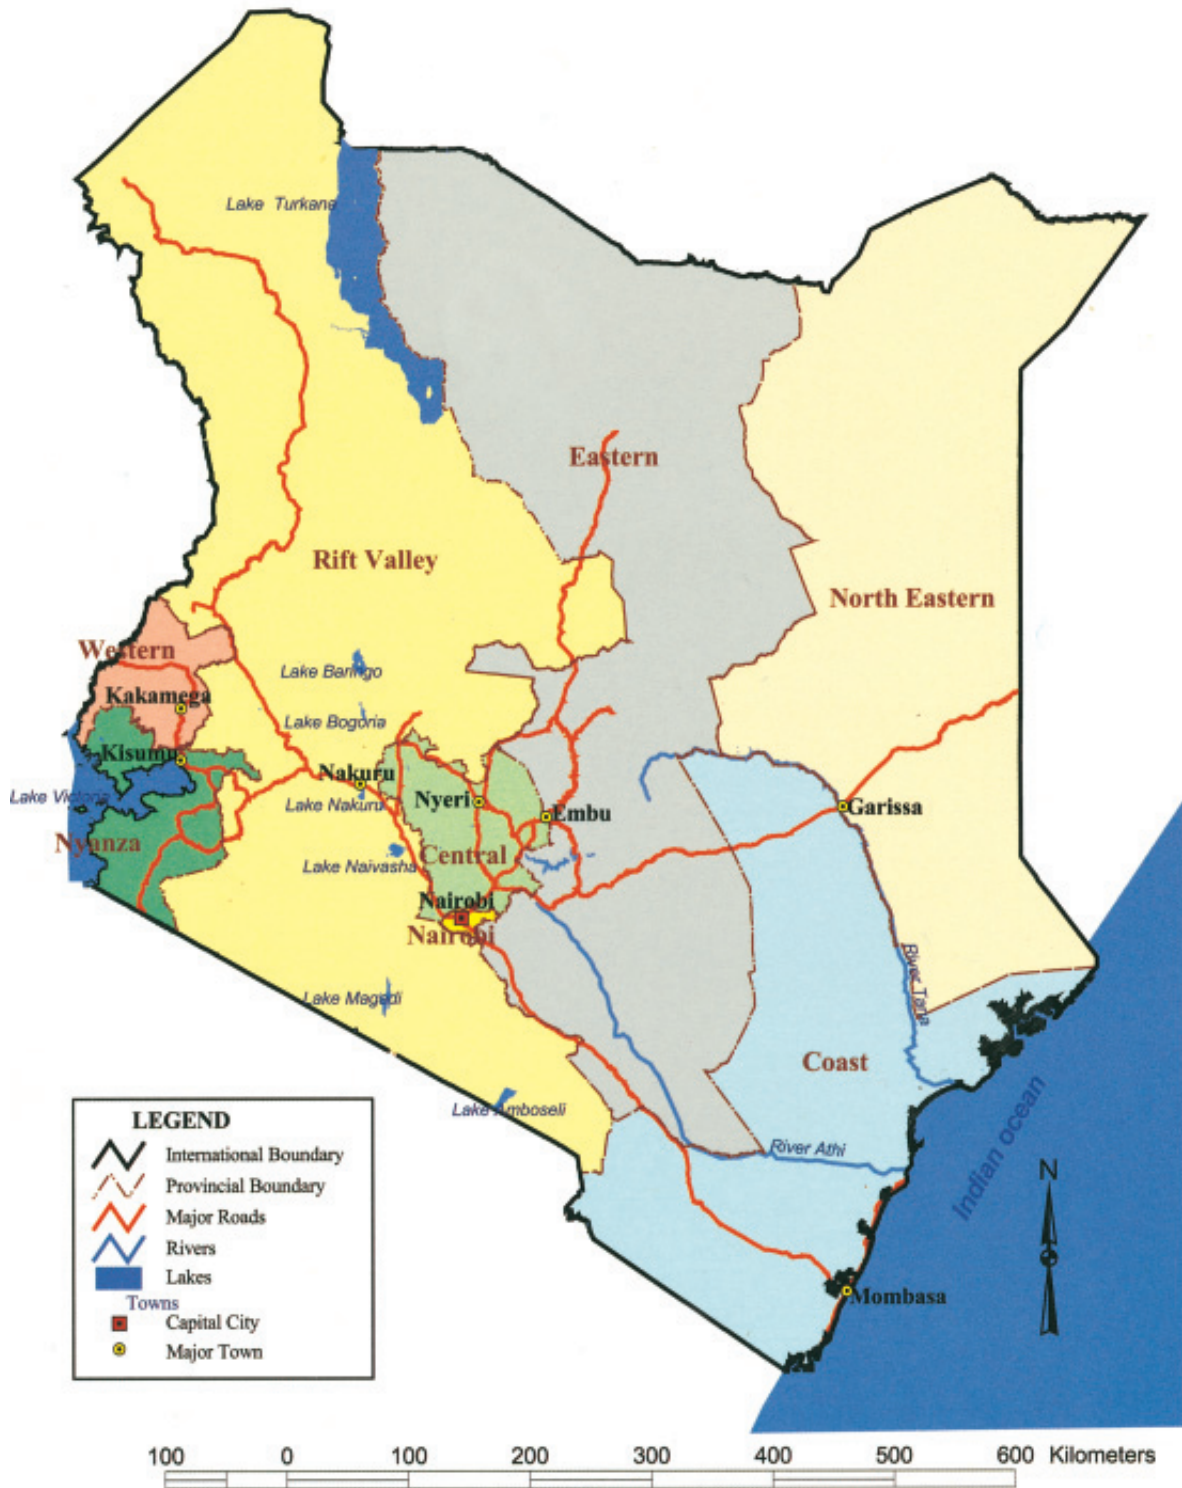 Lake Turkana
Eastern
Rift Valley
North Eastern
Western
Lake Baringo
Kakamega
Lake Bogoria
Kisumu
Nakuru
Lake Victoria
Lake Nakuru
Nyeri
Garissa
Embu
Nyanza
Central
Lake Naivasha
Nairobi
Nairobi
River Tana
Lake Magadi
Coast
Lake Amboseli
River Athi
Indian ocean
N
Mombasa
LEGEND
International Boundary
Provincial Boundary
Major Roads
Rivers
Lakes
Towns
Capital City
Major Town
100 0 100 200 300 400 500 600 Kilometers